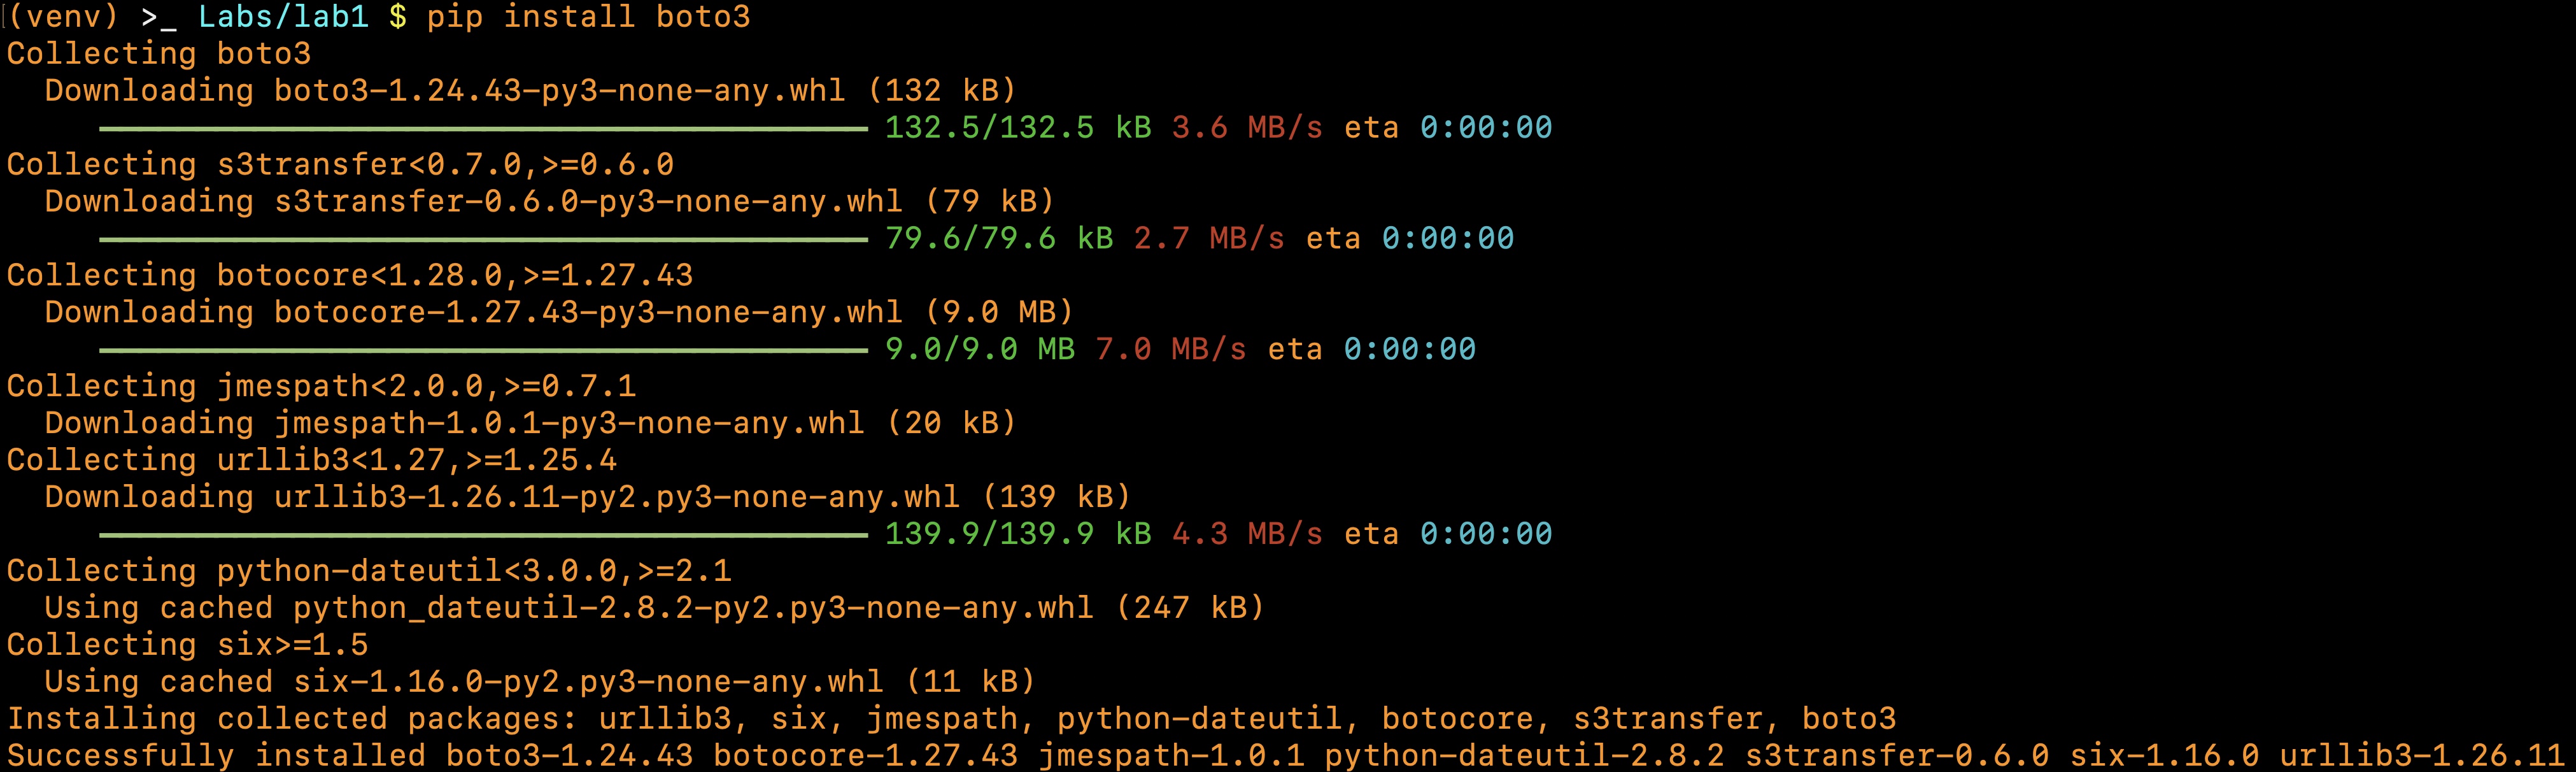 (venv) >_ Labs/lab1 $ pip install boto3
Collecting boto3
  Downloading boto3-1.24.43-py3-none-any.whl (132 kB)
132.5/132.5 kB 3.6 MB/s eta 0:00:00
Collecting s3transfer<0.7.0,>=0.6.0
  Downloading s3transfer-0.6.0-py3-none-any.whl (79 kB)
79.6/79.6 kB 2.7 MB/s eta 0:00:00
Collecting botocore<1.28.0,>=1.27.43
  Downloading botocore-1.27.43-py3-none-any.whl (9.0 MB)
9.0/9.0 MB 7.0 MB/s eta 0:00:00
Collecting jmespath<2.0.0,>=0.7.1
  Downloading jmespath-1.0.1-py3-none-any.whl (20 kB)
Collecting urllib3<1.27,>=1.25.4
  Downloading urllib3-1.26.11-py2.py3-none-any.whl (139 kB)
139.9/139.9 kB 4.3 MB/s eta 0:00:00
Collecting python-dateutil<3.0.0,>=2.1
  Using cached python_dateutil-2.8.2-py2.py3-none-any.whl (247 kB)
Collecting six>=1.5
  Using cached six-1.16.0-py2.py3-none-any.whl (11 kB)
Installing collected packages: urllib3, six, jmespath, python-dateutil, botocore, s3transfer, boto3
Successfully installed boto3-1.24.43 botocore-1.27.43 jmespath-1.0.1 python-dateutil-2.8.2 s3transfer-0.6.0 six-1.16.0 urllib3-1.26.11